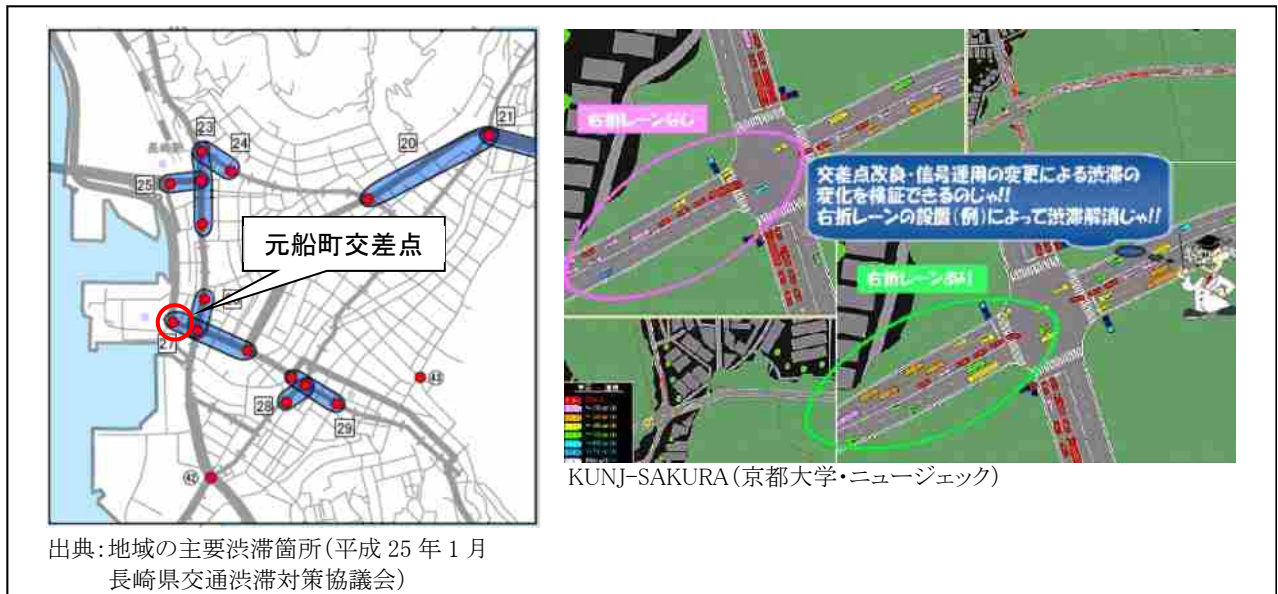 23
24
長崎駅
25
20
21
元船町交差点
27
28
29
43
42
出典:地域の主要渋滞箇所(平成 25 年 1 月
長崎県交通渋滞対策協議会)
右折レーンなし
交差点改良・信号運用の変更による渋滞の
変化を検証できるのじゃ!!
右折レーンの設置(例)によって渋滞解消じゃ!!
右折レーンあり
KUNJ-SAKURA(京都大学・ニュージェック)